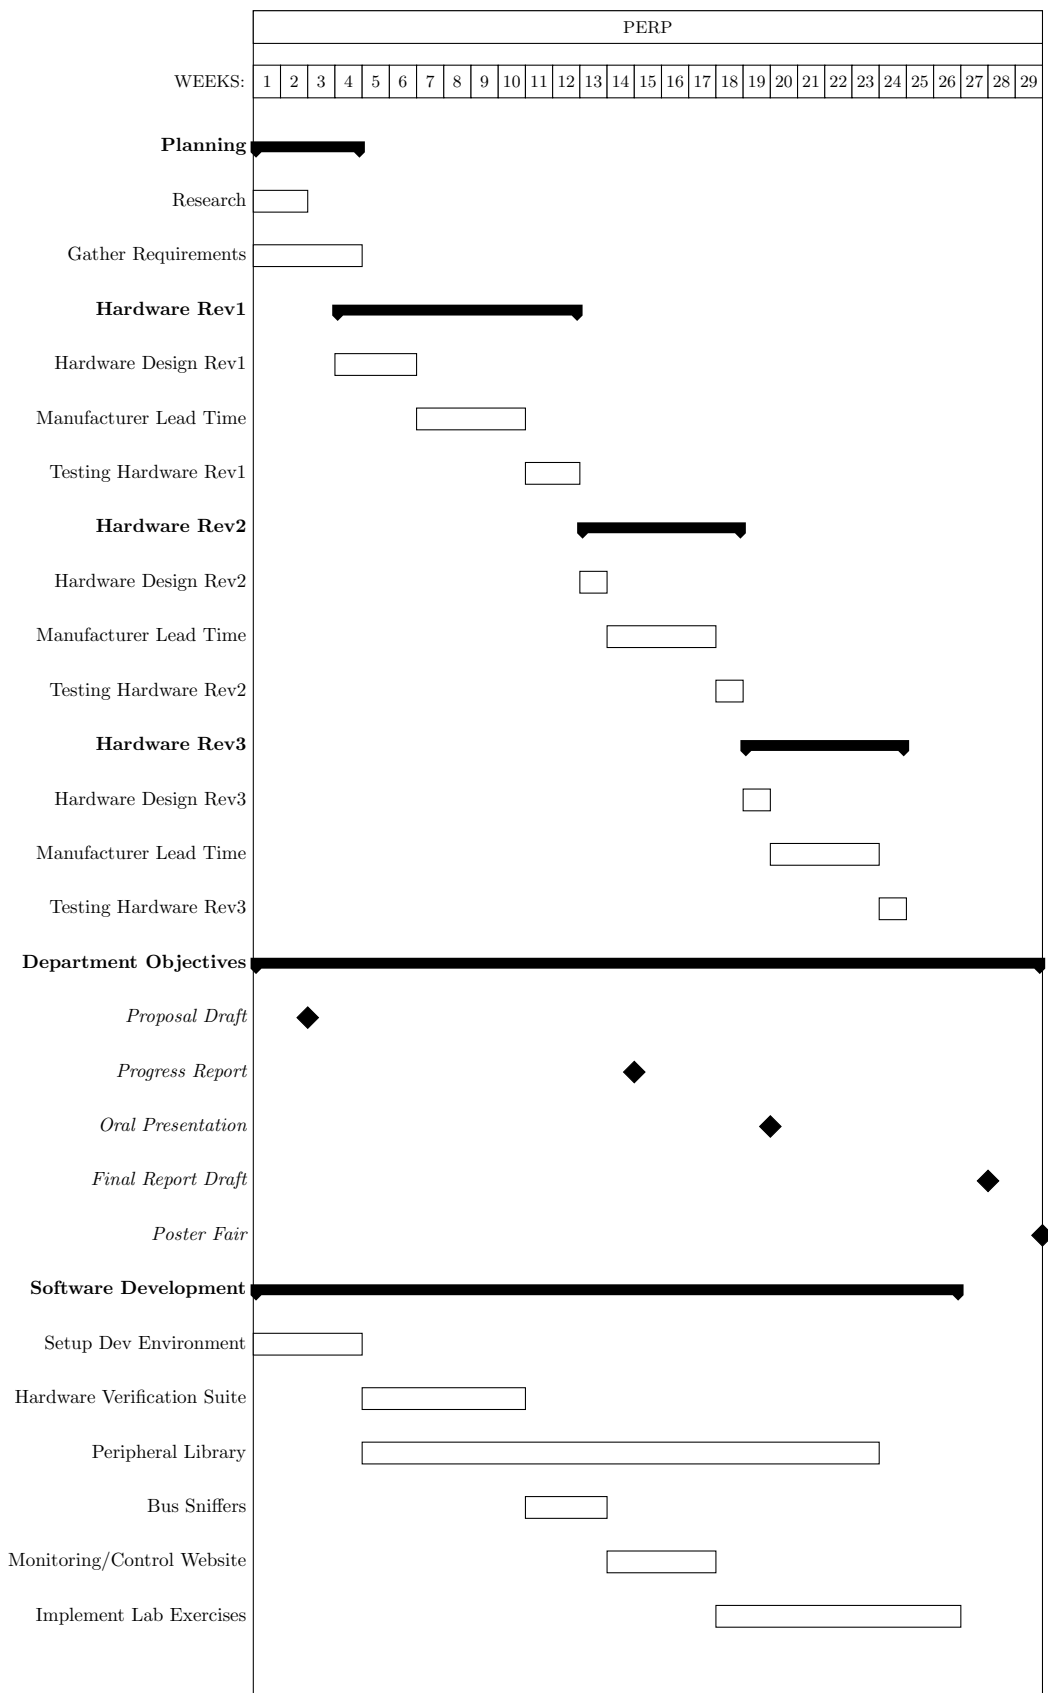 PERP
WEEKS: 1 2 3 4 5 6 7 8 9 10 11 12 13 14 15 16 17 18 19 20 21 22 23 24 25 26 27 28 29
Planning
Research
Gather Requirements
Hardware Rev1
Hardware Design Rev1
Manufacturer Lead Time
Testing Hardware Rev1
Hardware Rev2
Hardware Design Rev2
Manufacturer Lead Time
Testing Hardware Rev2
Hardware Rev3
Hardware Design Rev3
Manufacturer Lead Time
Testing Hardware Rev3
Department Objectives
Proposal Draft
Progress Report
Oral Presentation
Final Report Draft
Poster Fair
Software Development
Setup Dev Environment
Hardware Verification Suite
Peripheral Library
Bus Sniffers
Monitoring/Control Website
Implement Lab Exercises